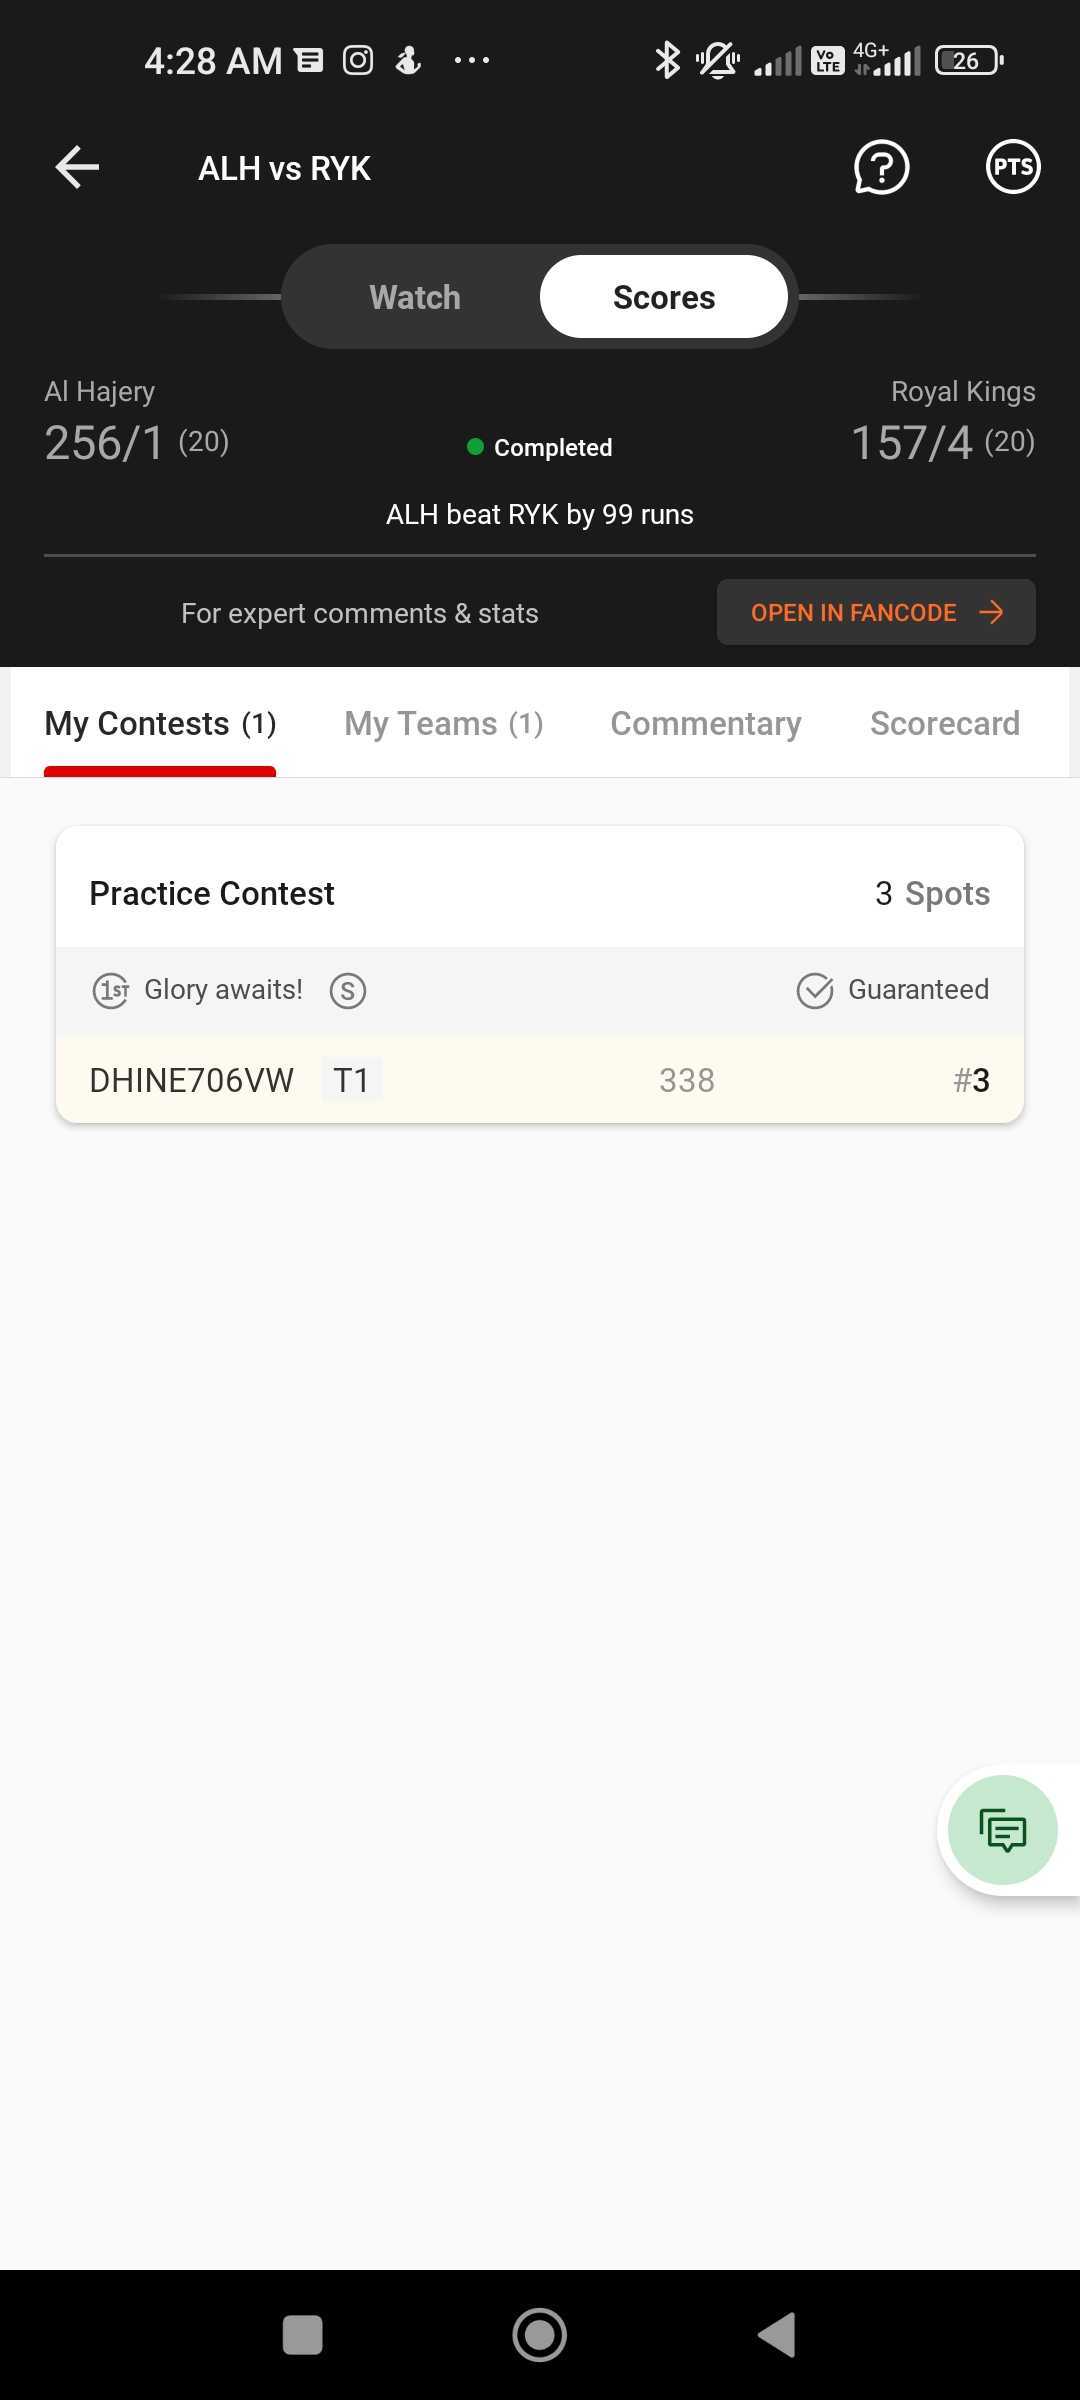 4:28 AM
Vo LTE 4G+ 26
ALH vs RYK
PTS
Watch Scores
Al Hajery Royal Kings
256/1 (20) Completed 157/4 (20)
ALH beat RYK by 99 runs
For expert comments & stats OPEN IN FANCODE
My Contests (1) My Teams (1) Commentary Scorecard
Practice Contest 3 Spots
1ST Glory awaits! S Guaranteed
DHINE706VW T1 338 #3